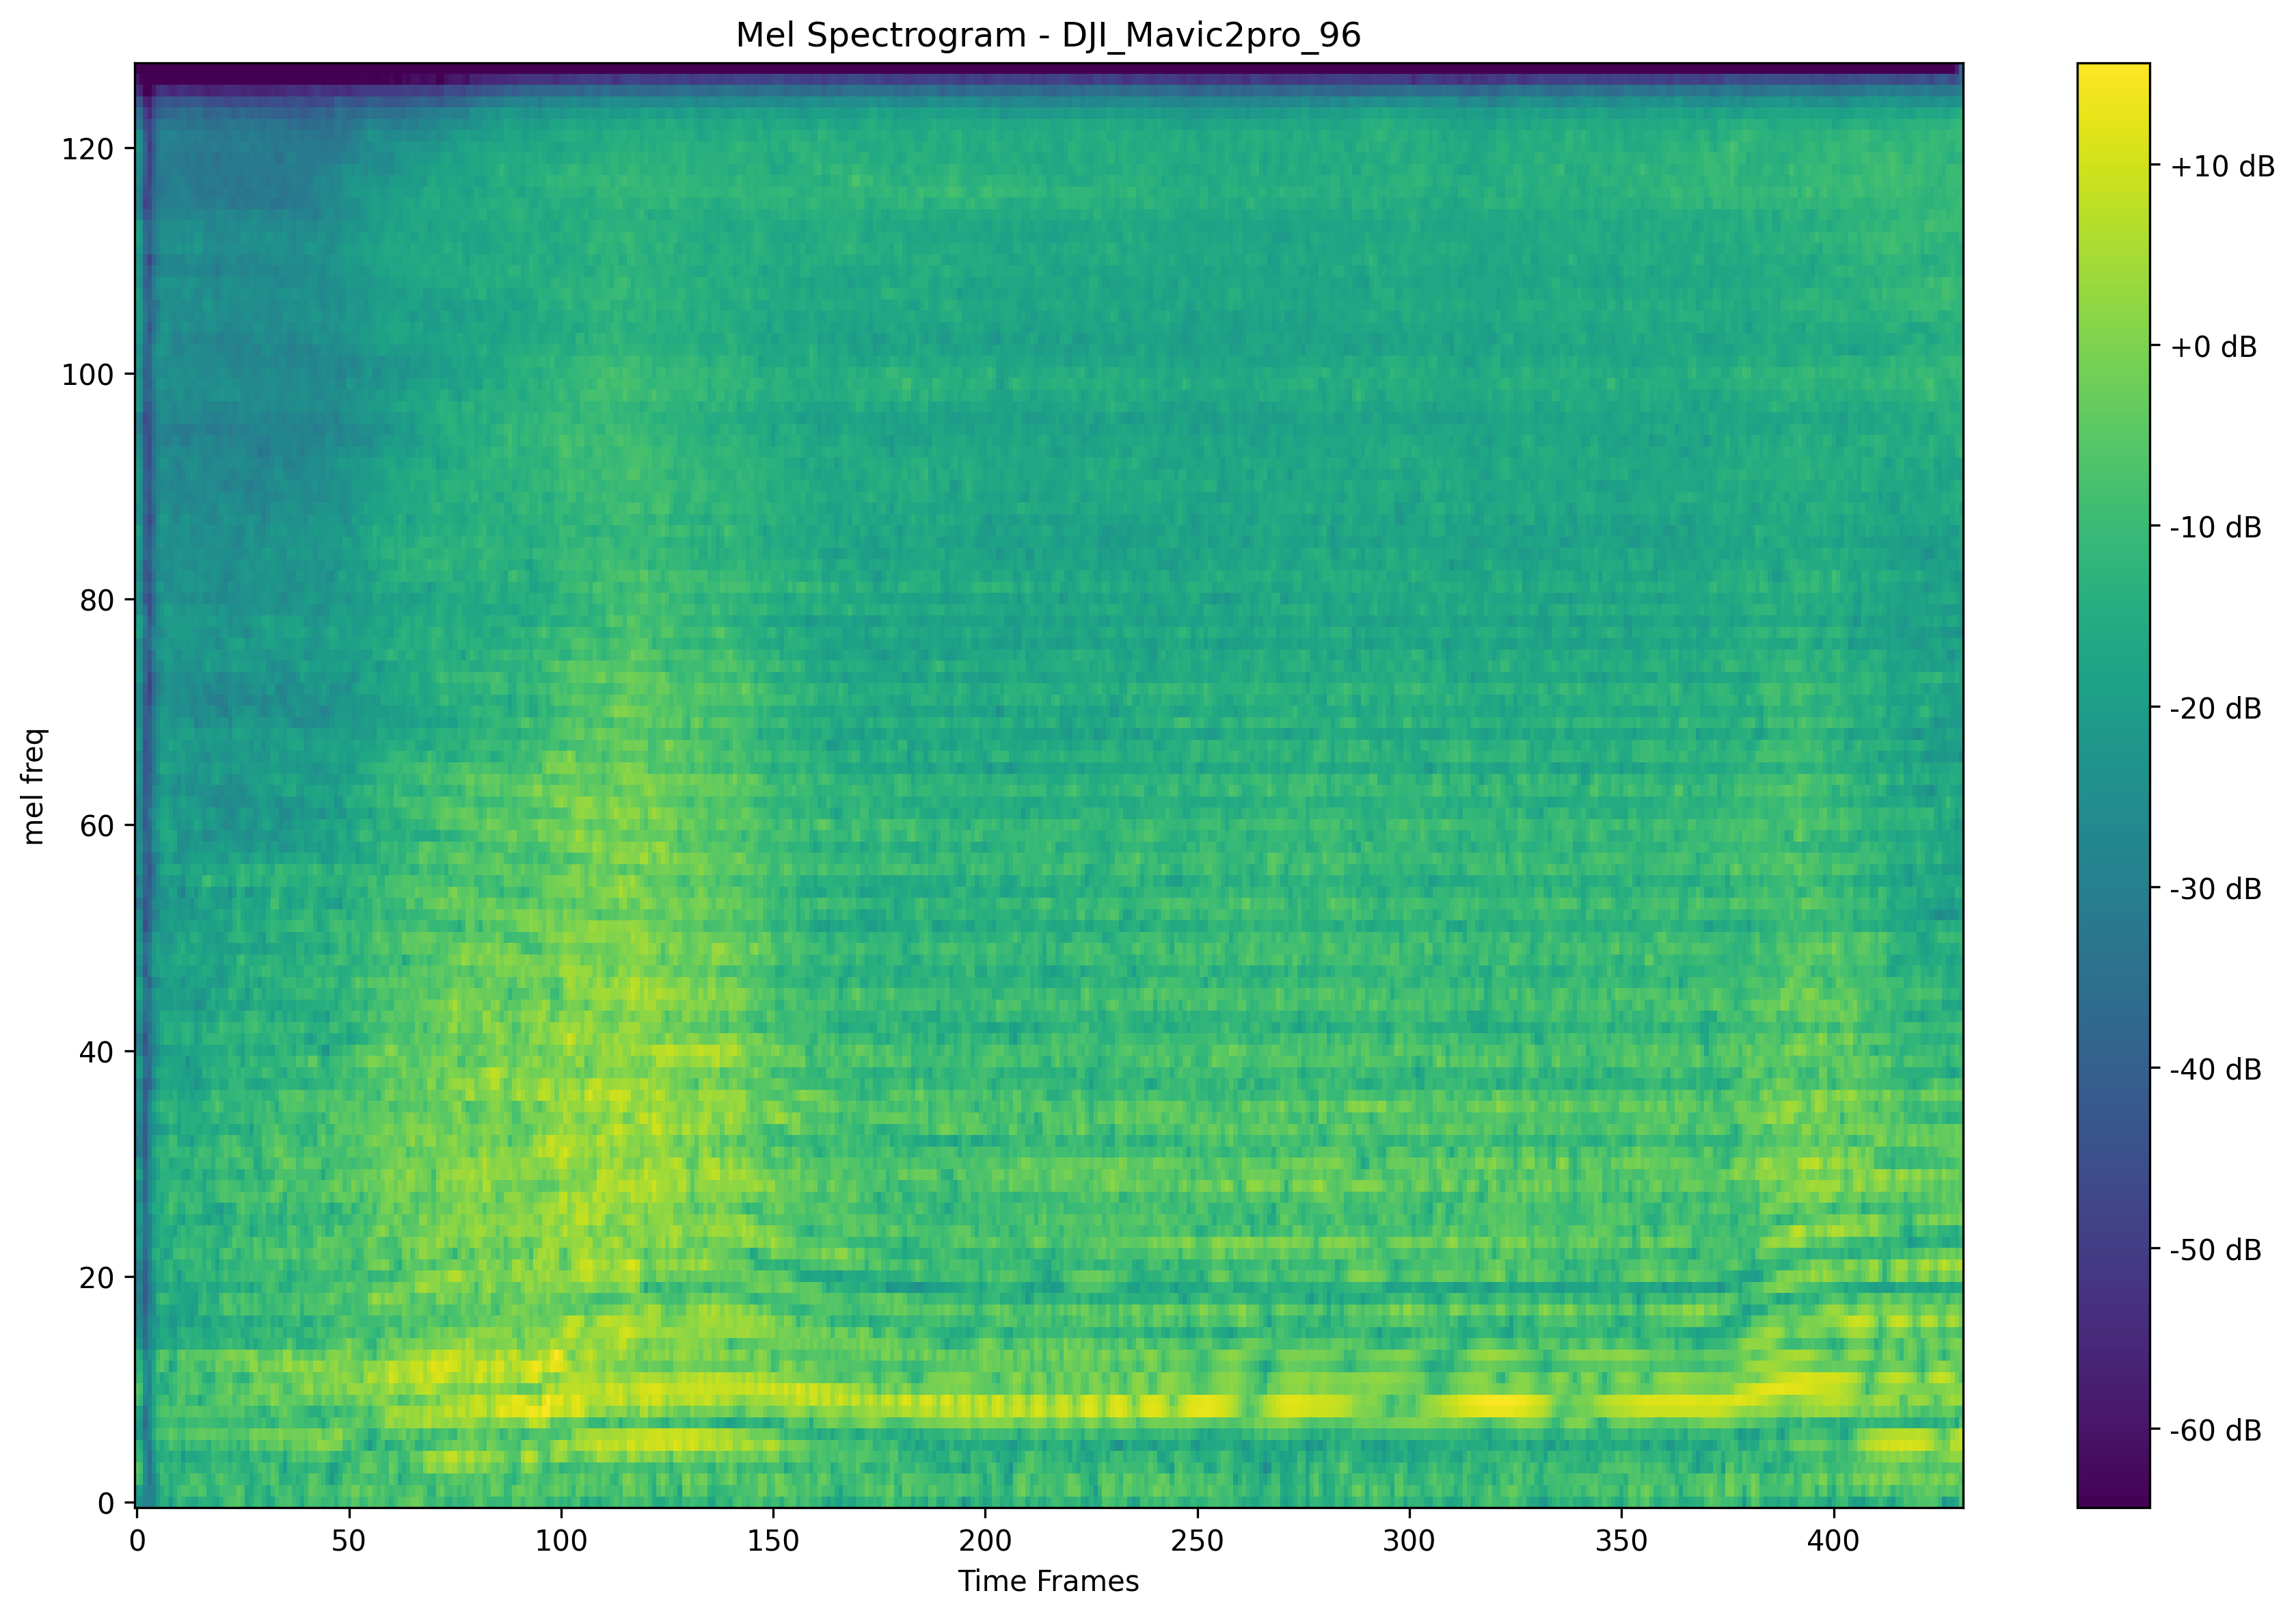 Mel Spectrogram - DJI_Mavic2pro_96
mel freq
120
100
80
60
40
20
0
0 50 100 150 200 250 300 350 400
Time Frames
+10 dB
+0 dB
-10 dB
-20 dB
-30 dB
-40 dB
-50 dB
-60 dB